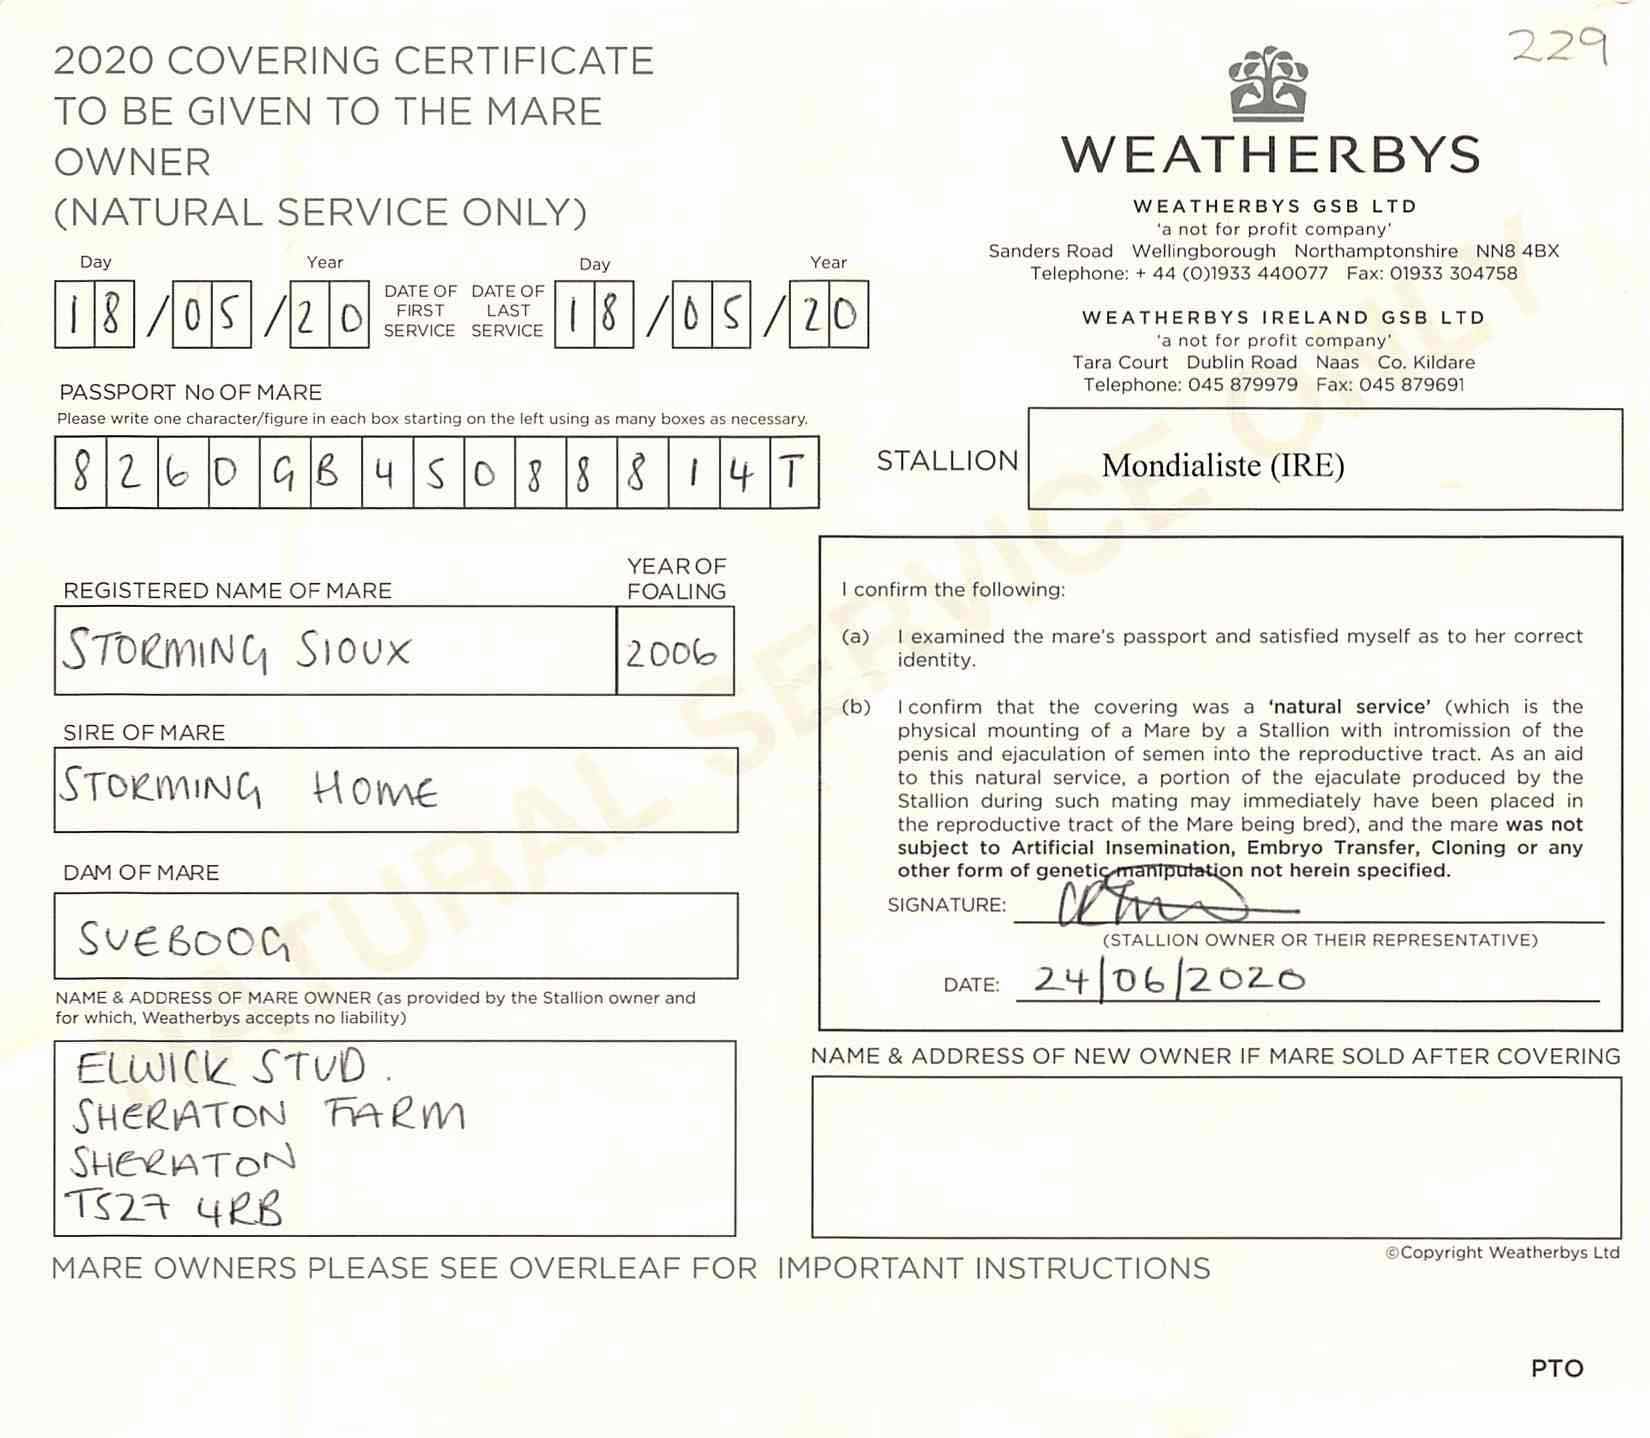 229
2020 COVERING CERTIFICATE
TO BE GIVEN TO THE MARE
OWNER
(NATURAL SERVICE ONLY)
WEATHERBYS
WEATHERBYS GSB LTD
'a not for profit company'
Sanders Road Wellingborough Northamptonshire NN8 4BX
Telephone: + 44 (0)1933 440077 Fax: 01933 304758
WEATHERBYS IRELAND GSB LTD
'a not for profit company'
Tara Court Dublin Road Naas Co. Kildare
Telephone: 045 879979 Fax: 045 879691
Day Year Day Year
18/05/20 DATE OF FIRST SERVICE DATE OF LAST SERVICE 18/05/20
PASSPORT No OF MARE
Please write one character/figure in each box starting on the left using as many boxes as necessary.
8260GB45088814T
STALLION Mondialiste (IRE)
REGISTERED NAME OF MARE YEAR OF FOALING
STORMING SIOUX 2006
SIRE OF MARE
STORMING HOME
DAM OF MARE
SUEBOOG
NAME & ADDRESS OF MARE OWNER (as provided by the Stallion owner and
for which, Weatherbys accepts no liability)
ELWICK STUD.
SHERATON FARM
SHERATON
TS27 4RB
I confirm the following:
(a) I examined the mare's passport and satisfied myself as to her correct
identity.
(b) I confirm that the covering was a 'natural service' (which is the
physical mounting of a Mare by a Stallion with intromission of the
penis and ejaculation of semen into the reproductive tract. As an aid
to this natural service, a portion of the ejaculate produced by the
Stallion during such mating may immediately have been placed in
the reproductive tract of the Mare being bred), and the mare was not
subject to Artificial Insemination, Embryo Transfer, Cloning or any
other form of genetic manipulation not herein specified.
SIGNATURE:
(STALLION OWNER OR THEIR REPRESENTATIVE)
DATE: 24/06/2020
NAME & ADDRESS OF NEW OWNER IF MARE SOLD AFTER COVERING
©Copyright Weatherbys Ltd
MARE OWNERS PLEASE SEE OVERLEAF FOR IMPORTANT INSTRUCTIONS
PTO
NATURAL SERVICE ONLY